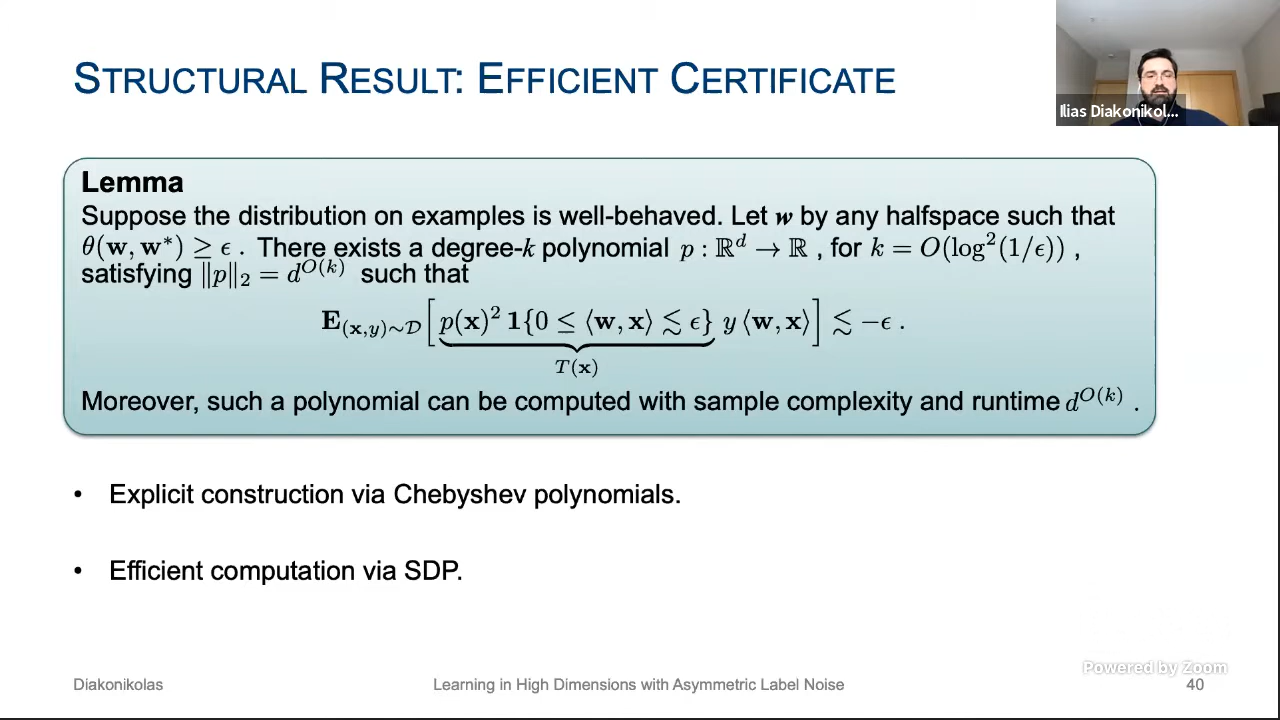 STRUCTURAL RESULT: EFFICIENT CERTIFICATE
Ilias Diakonikol...
Lemma
Suppose the distribution on examples is well-behaved. Let w by any halfspace such that
θ(w, w*) ≥ ϵ . There exists a degree-k polynomial p : ℝᵈ → ℝ , for k = O(log²(1/ϵ)) ,
satisfying ‖p‖₂ = d^{O(k)} such that
E_{(x,y)∼𝒟}[p(x)² 1{0 ≤ ⟨w, x⟩ ≲ ϵ} y ⟨w, x⟩] ≲ −ϵ .
T(x)
Moreover, such a polynomial can be computed with sample complexity and runtime d^{O(k)} .
• Explicit construction via Chebyshev polynomials.
• Efficient computation via SDP.
Powered by Zoom
Diakonikolas
Learning in High Dimensions with Asymmetric Label Noise
40